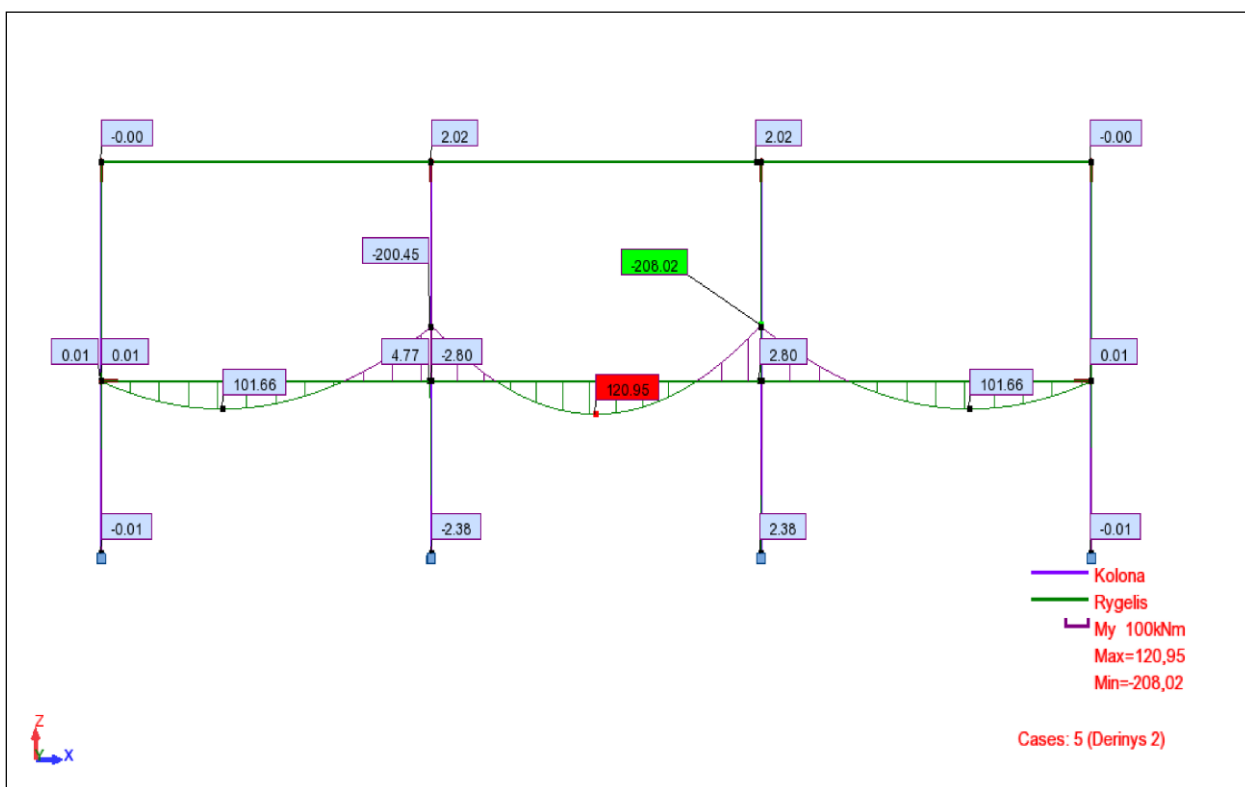 -0.00
2.02
2.02
-0.00
-200.45
-208.02
0.01
0.01
4.77
-2.80
2.80
0.01
101.66
120.95
101.66
-0.01
-2.38
2.38
-0.01
Kolona
Rygelis
My 100kNm
Max=120,95
Min=-208,02
Cases: 5 (Derinys 2)
Z
Y
X